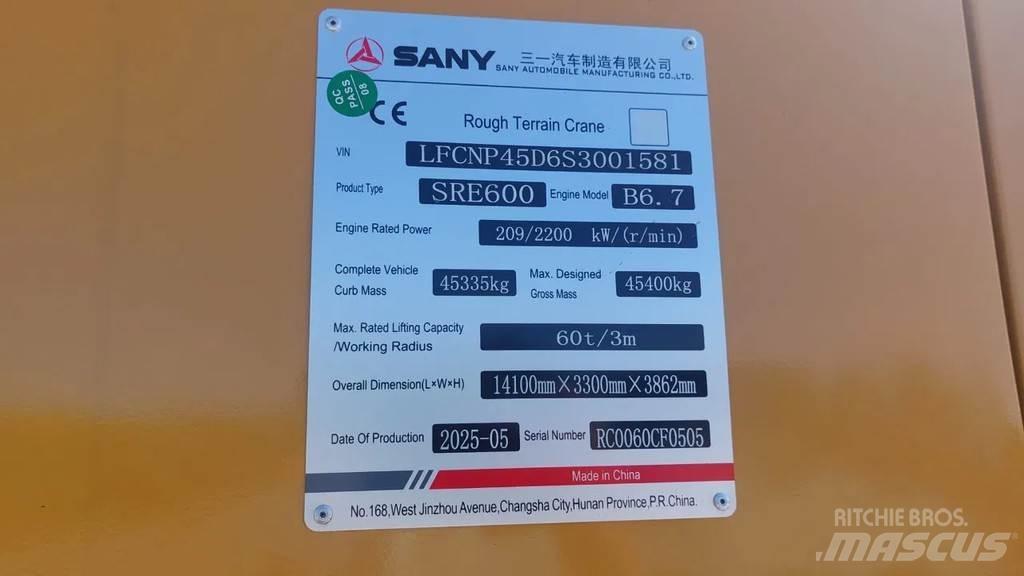 SANY 三一汽车制造有限公司
SANY AUTOMOBILE MANUFACTURING CO.,LTD.
QC
PASS
08
CE
Rough Terrain Crane
VIN LFCNP45D6S3001581
Product Type SRE600 Engine Model B6.7
Engine Rated Power 209/2200 kW/(r/min)
Complete Vehicle
Curb Mass 45335kg
Max. Designed
Gross Mass 45400kg
Max. Rated Lifting Capacity
/Working Radius 60t/3m
Overall Dimension(L×W×H) 14100mm×3300mm×3862mm
Date Of Production 2025-05 Serial Number RC0060CF0505
Made in China
No.168,West Jinzhou Avenue,Changsha City,Hunan Province,P.R.China.
RITCHIE BROS.
MASCUS